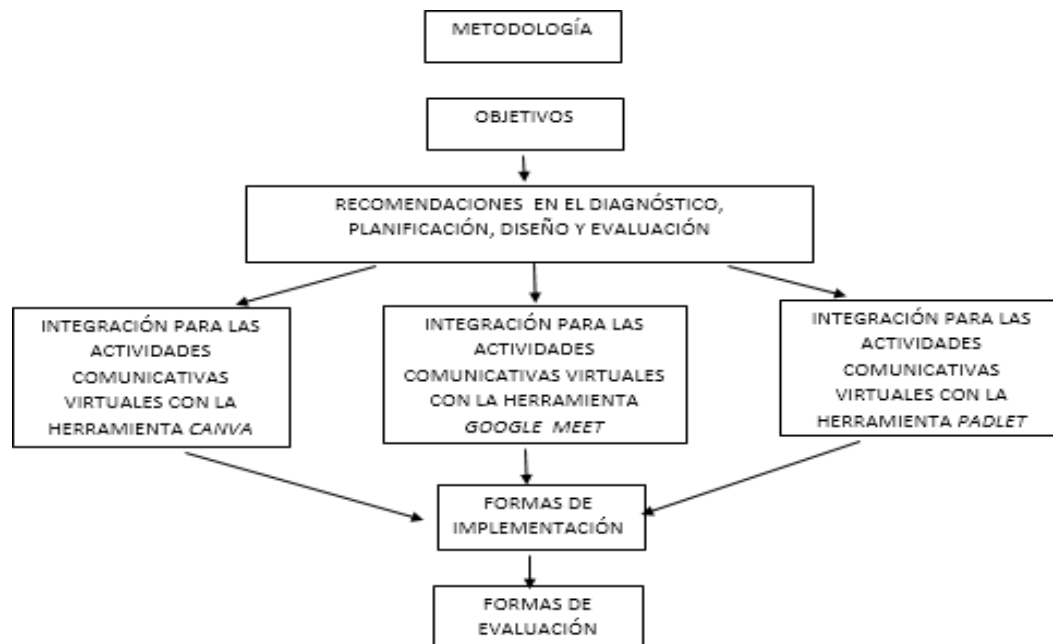 METODOLOGÍA
OBJETIVOS
RECOMENDACIONES EN EL DIAGNÓSTICO,
PLANIFICACIÓN, DISEÑO Y EVALUACIÓN
INTEGRACIÓN PARA LAS
ACTIVIDADES
COMUNICATIVAS
VIRTUALES CON LA
HERRAMIENTA CANVA
INTEGRACIÓN PARA LAS
ACTIVIDADES
COMUNICATIVAS VIRTUALES
CON LA HERRAMIENTA
GOOGLE MEET
INTEGRACIÓN PARA LAS
ACTIVIDADES
COMUNICATIVAS
VIRTUALES CON LA
HERRAMIENTA PADLET
FORMAS DE
IMPLEMENTACIÓN
FORMAS DE
EVALUACIÓN